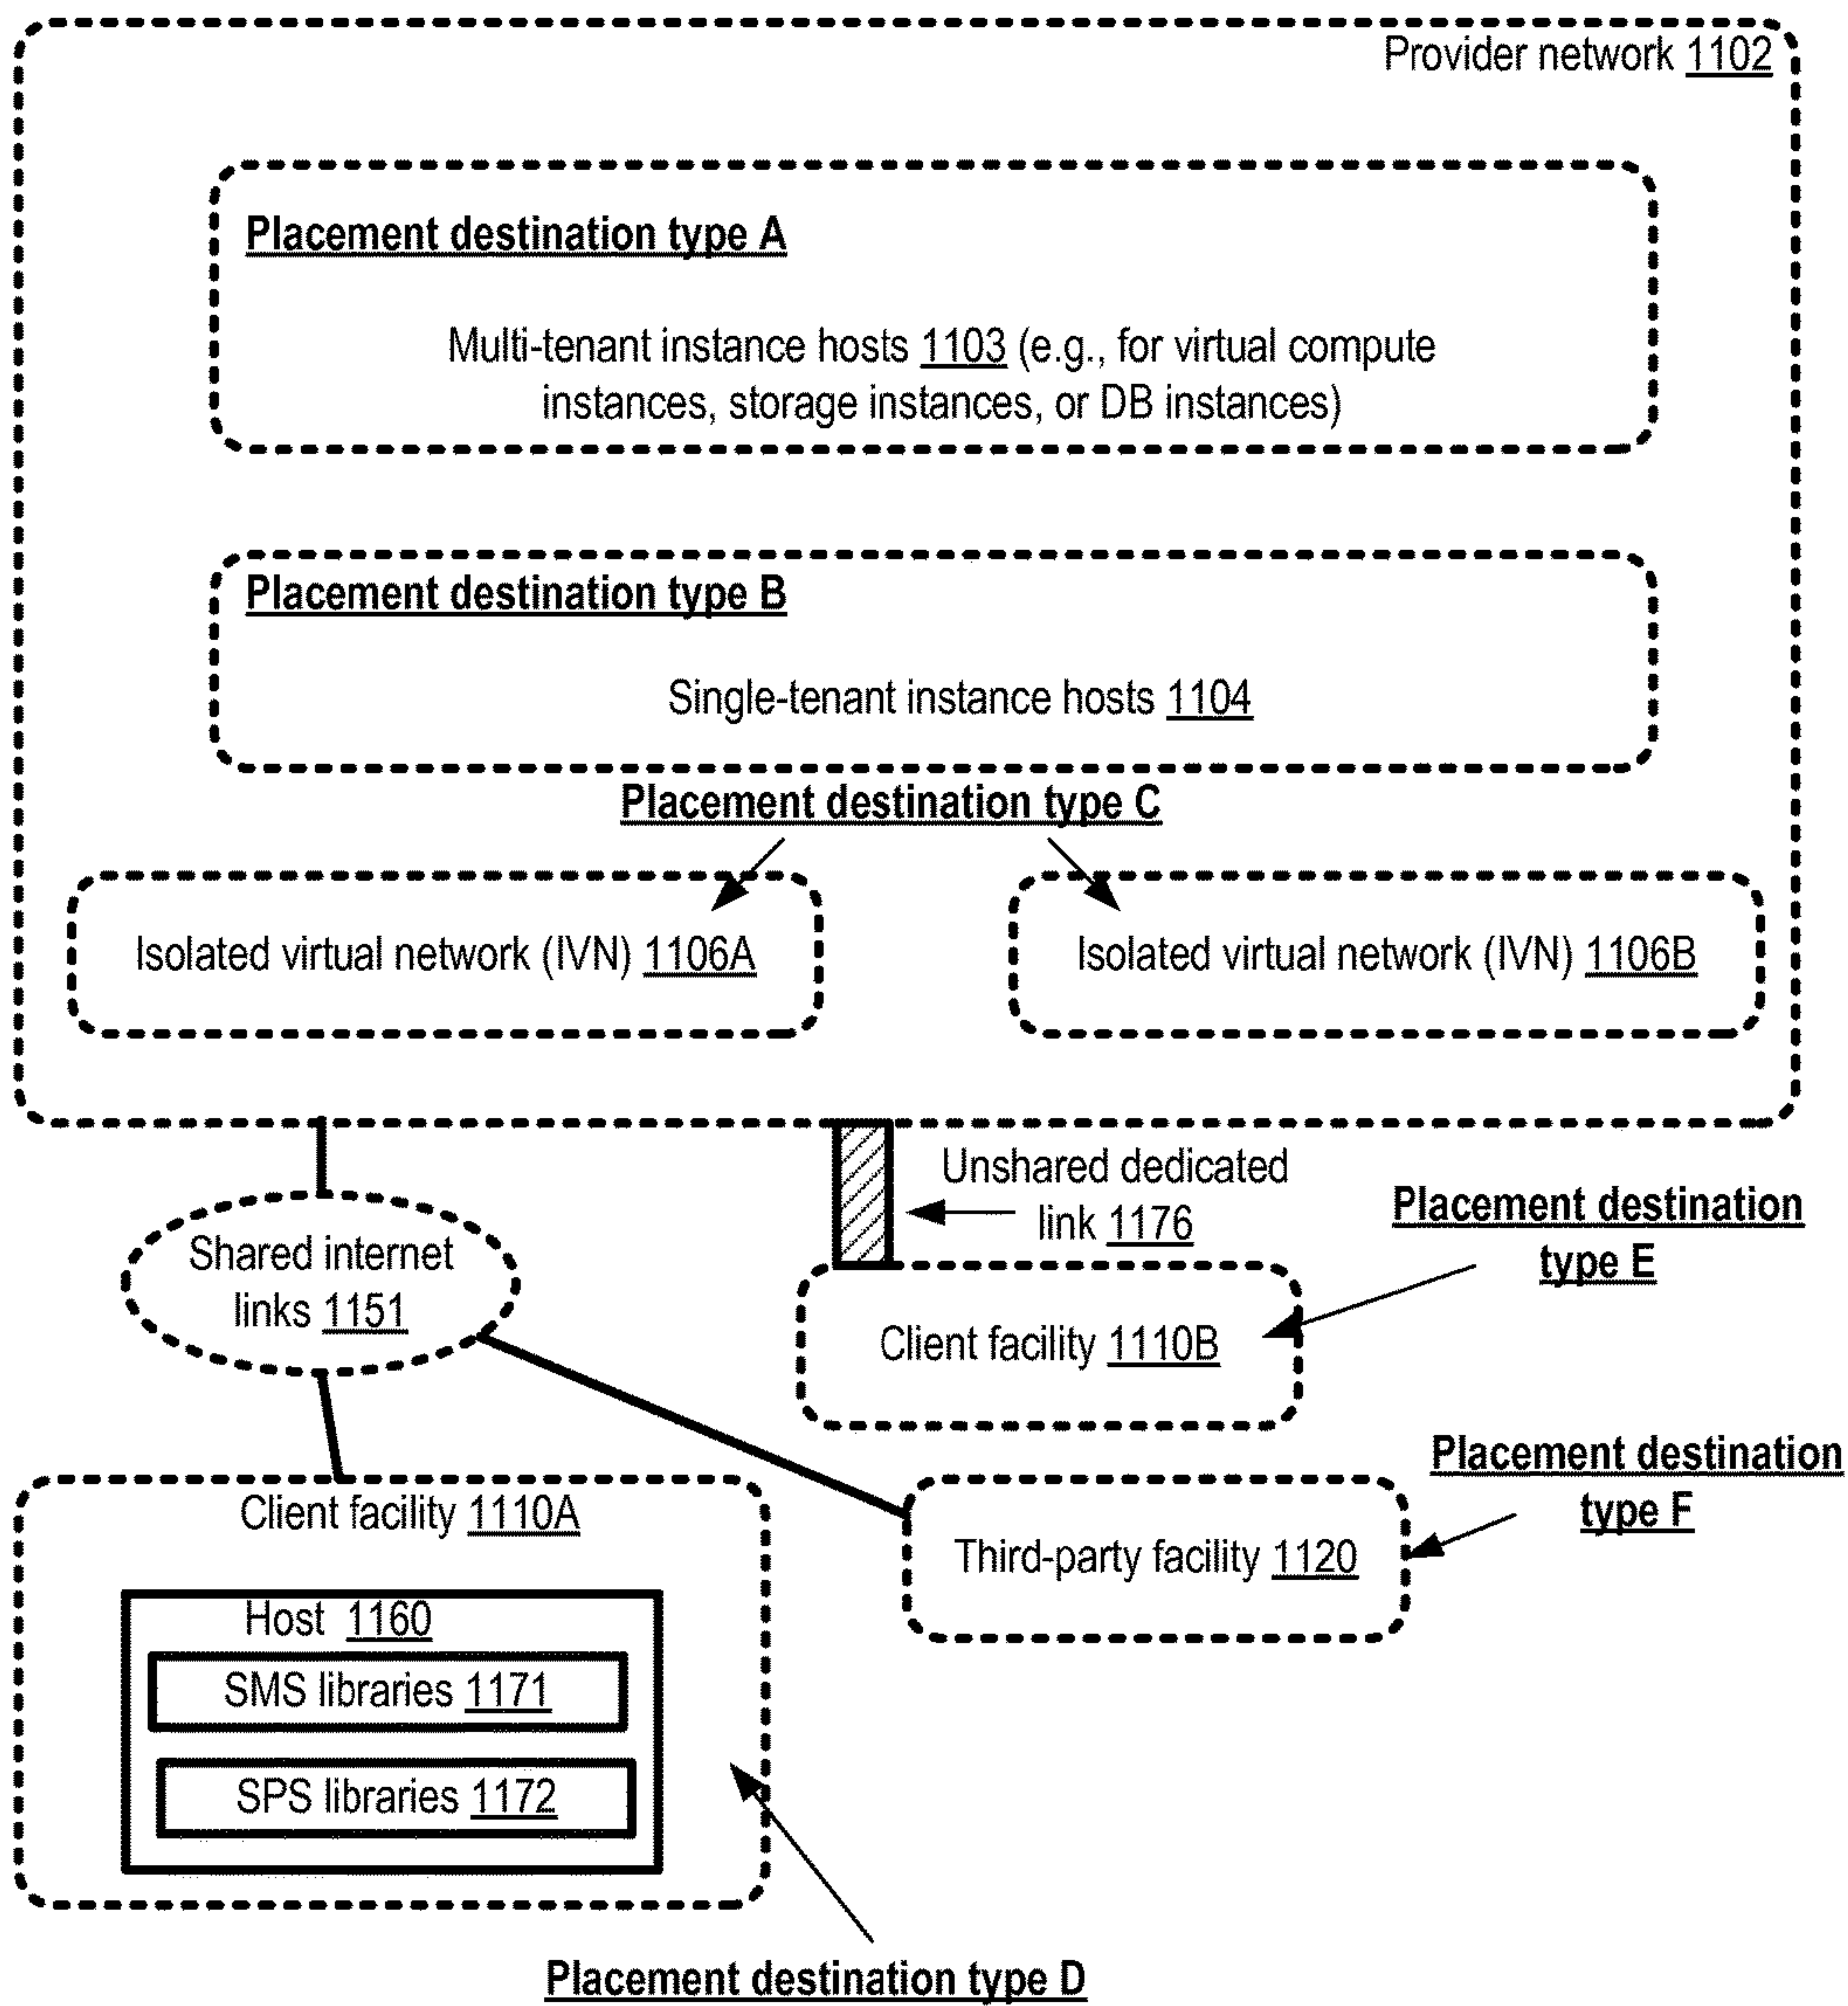 Provider network 1102
Placement destination type A
Multi-tenant instance hosts 1103 (e.g., for virtual compute
instances, storage instances, or DB instances)
Placement destination type B
Single-tenant instance hosts 1104
Placement destination type C
Isolated virtual network (IVN) 1106A
Isolated virtual network (IVN) 1106B
Unshared dedicated
link 1176
Placement destination
type E
Shared internet
links 1151
Client facility 1110B
Placement destination
type F
Client facility 1110A
Third-party facility 1120
Host 1160
SMS libraries 1171
SPS libraries 1172
Placement destination type D